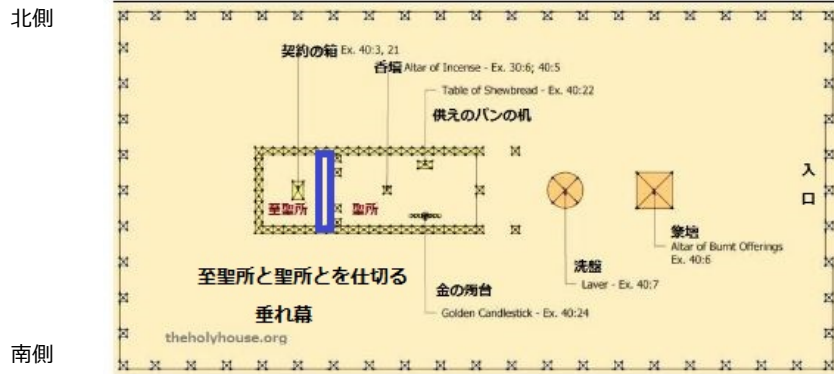 北側
契約の箱 Ex. 40:3, 21
香壇 Altar of Incense - Ex. 30:6; 40:5
Table of Shewbread - Ex. 40:22
供えのパンの机
入口
至聖所
聖所
祭壇
Altar of Burnt Offerings
Ex. 40:6
洗盤
Laver - Ex. 40:7
至聖所と聖所とを仕切る
垂れ幕
金の燭台
Golden Candlestick - Ex. 40:24
theholyhouse.org
南側